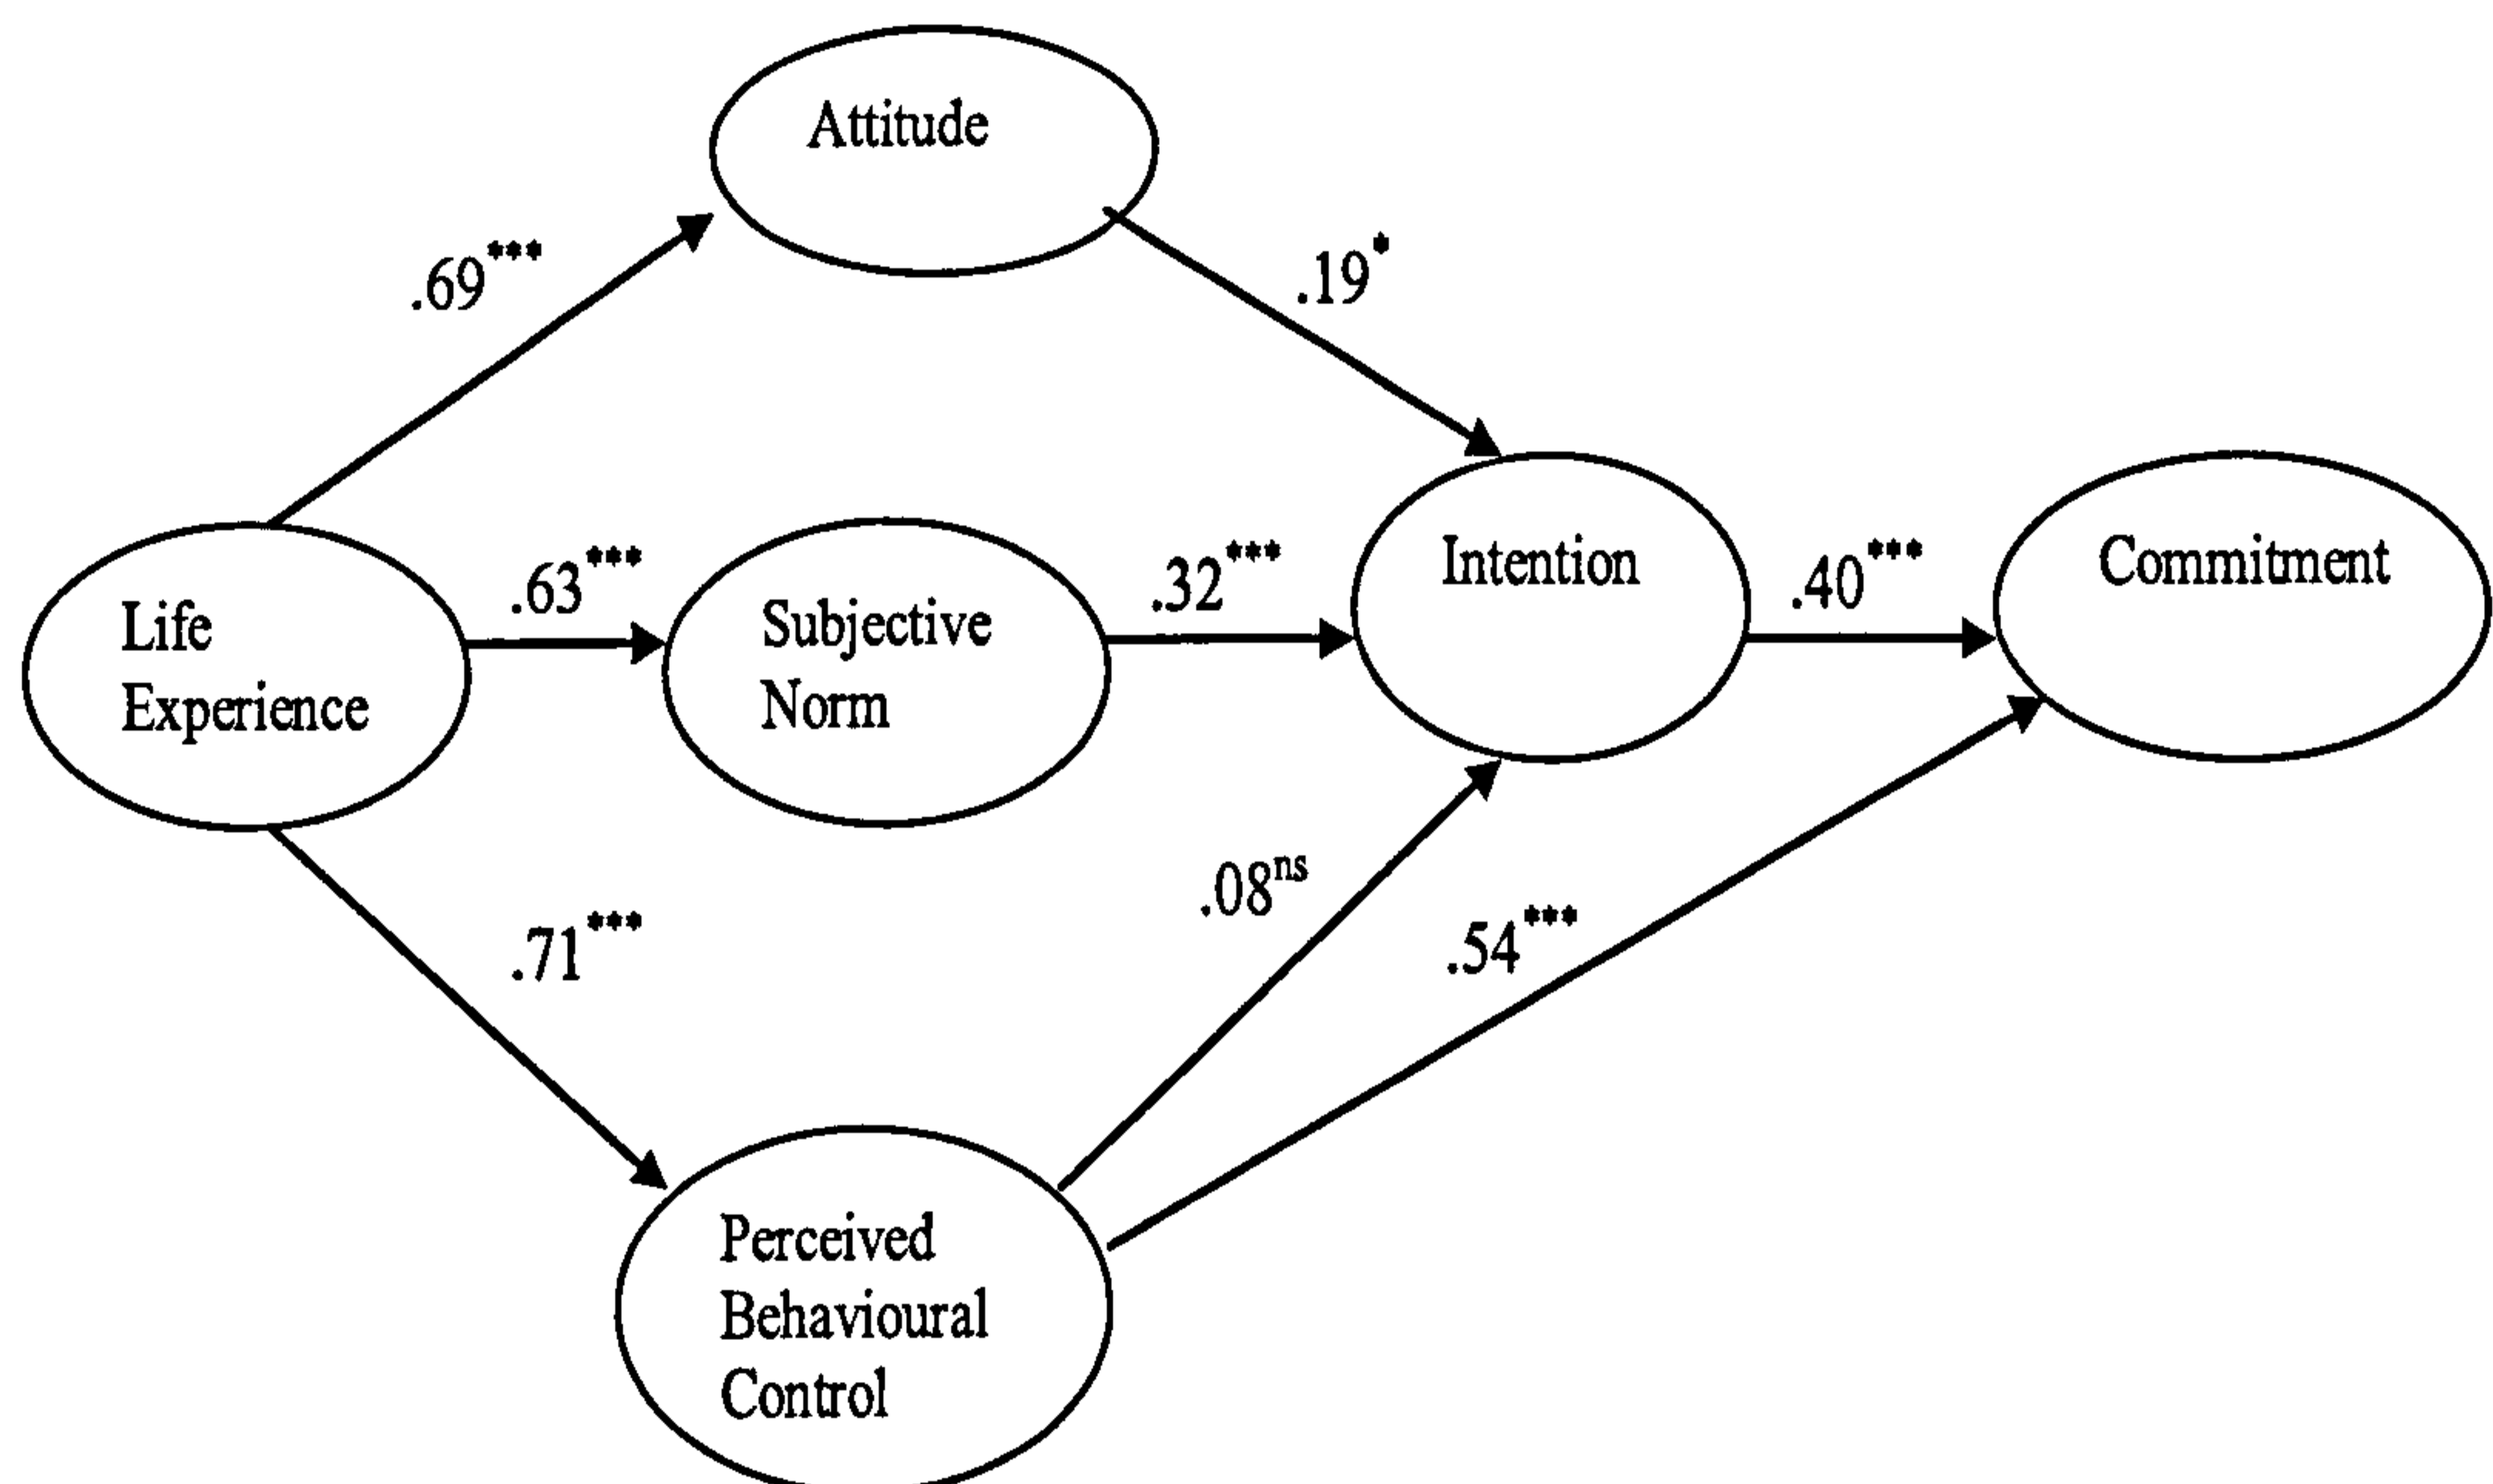 Attitude
.69***
.19*
Life
Experience
.63***
Subjective
Norm
.32***
Intention
.40***
Commitment
.71***
.08ns
.54***
Perceived
Behavioural
Control